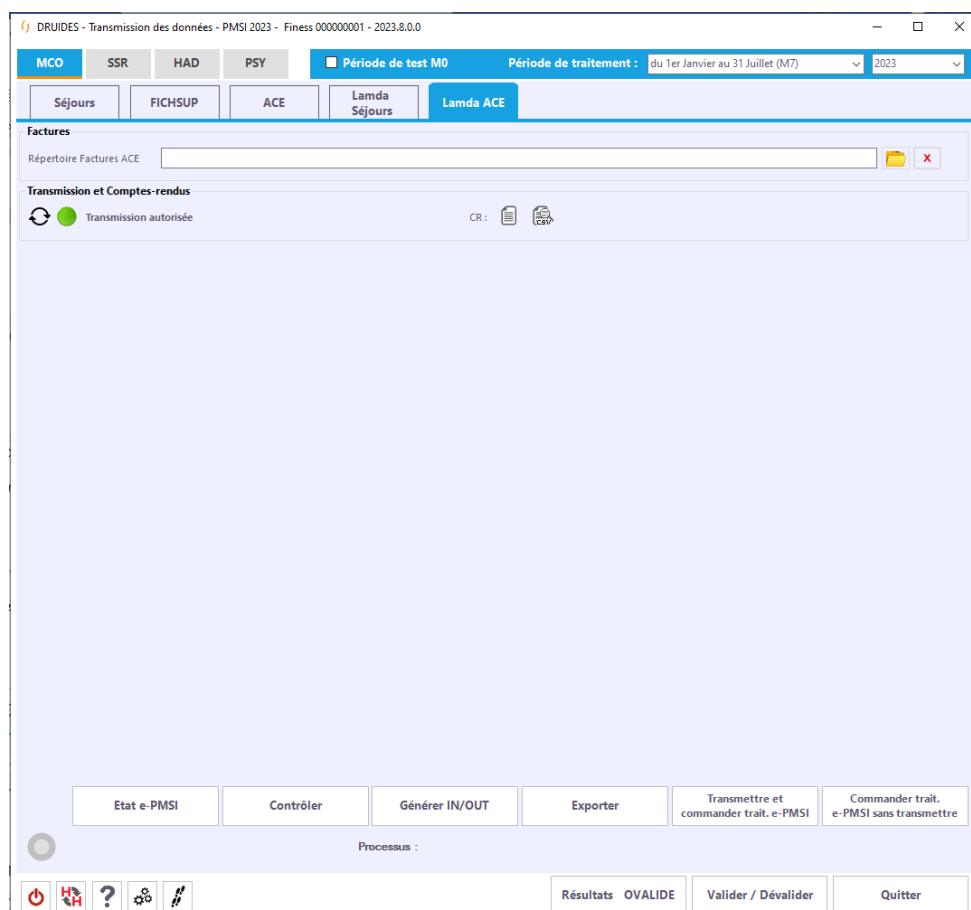 DRUIDES - Transmission des données - PMSI 2023 - Finess 000000001 - 2023.8.0.0
MCO SSR HAD PSY Période de test M0 Période de traitement : du 1er Janvier au 31 Juillet (M7) 2023
Séjours FICHSUP ACE Lamda Séjours Lamda ACE
Factures
Répertoire Factures ACE X
Transmission et Comptes-rendus
Transmission autorisée CR : CSV
Etat e-PMSI Contrôler Générer IN/OUT Exporter Transmettre et commander trait. e-PMSI Commander trait. e-PMSI sans transmettre
Processus :
H H ? Résultats OVALIDE Valider / Dévalider Quitter